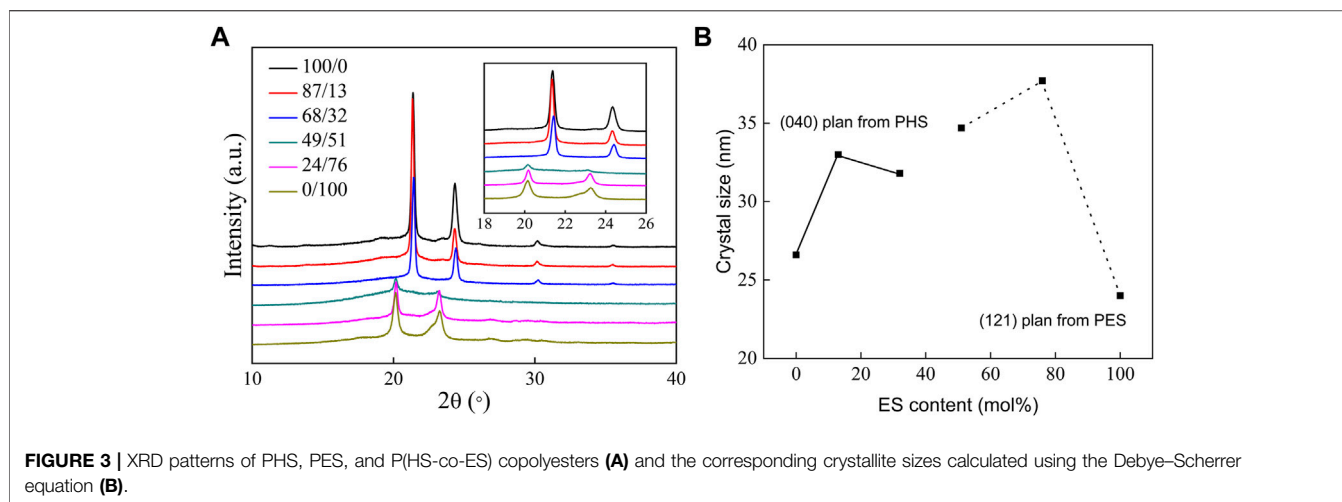 A
100/0
87/13
68/32
49/51
24/76
0/100
18 20 22 24 26
Intensity (a.u.)
10 20 30 40
2θ (°)
B
40
35
30
25
20
Crystal size (nm)
(040) plan from PHS
(121) plan from PES
0 20 40 60 80 100
ES content (mol%)
FIGURE 3 | XRD patterns of PHS, PES, and P(HS-co-ES) copolyesters (A) and the corresponding crystallite sizes calculated using the Debye–Scherrer
equation (B).